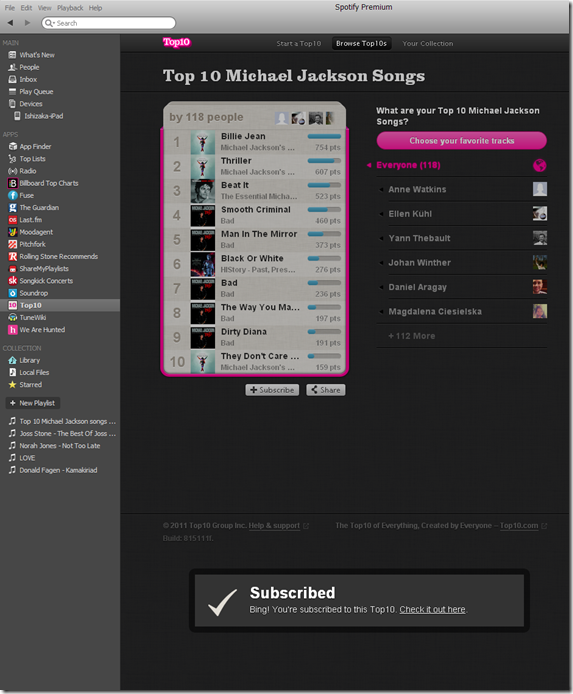 Spotify Premium
File Edit View Playback Help
Search
MAIN
What's New
People
Inbox
Play Queue
Devices
Ishizaka-iPad
APPS
App Finder
Top Lists
Radio
Billboard Top Charts
Fuse
The Guardian
Last.fm
Moodagent
Pitchfork
Rolling Stone Recommends
ShareMyPlaylists
Songkick Concerts
Soundrop
Top10
TuneWiki
We Are Hunted
COLLECTION
Library
Local Files
Starred
New Playlist
Top 10 Michael Jackson songs ...
Joss Stone - The Best Of Joss ...
Norah Jones - Not Too Late
LOVE
Donald Fagen - Kamakiriad
Top10
Start a Top10 Browse Top10s Your Collection
Top 10 Michael Jackson Songs
by 118 people
1 Billie Jean
Michael Jackson's ... 754 pts
2 Thriller
Michael Jackson's ... 607 pts
3 Beat It
The Essential Micha... 523 pts
4 Smooth Criminal
Bad 460 pts
5 Man In The Mirror
Bad 373 pts
6 Black Or White
HIStory - Past, Pres... 276 pts
7 Bad
Bad 236 pts
8 The Way You Ma...
Bad 197 pts
9 Dirty Diana
Bad 191 pts
10 They Don't Care ...
Michael Jackson's ... 159 pts
Subscribe Share
What are your Top 10 Michael Jackson
Songs?
Choose your favorite tracks
Everyone (118)
Anne Watkins
Ellen Kühl
Yann Thebault
Johan Winther
Daniel Aragay
Magdalena Ciesielska
+ 112 More
© 2011 Top10 Group Inc. Help & support
The Top10 of Everything, Created by Everyone – Top10.com
Subscribed
Bing! You're subscribed to this Top10. Check it out here.